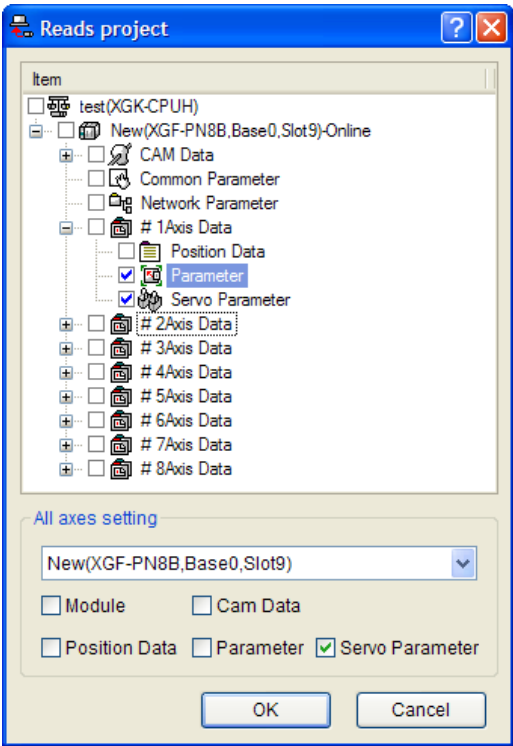 Reads project
Item
test(XGK-CPUH)
New(XGF-PN8B,Base0,Slot9)-Online
CAM Data
Common Parameter
Network Parameter
# 1Axis Data
Position Data
Parameter
Servo Parameter
# 2Axis Data
# 3Axis Data
# 4Axis Data
# 5Axis Data
# 6Axis Data
# 7Axis Data
# 8Axis Data
All axes setting
New(XGF-PN8B,Base0,Slot9)
Module Cam Data
Position Data Parameter Servo Parameter
OK Cancel